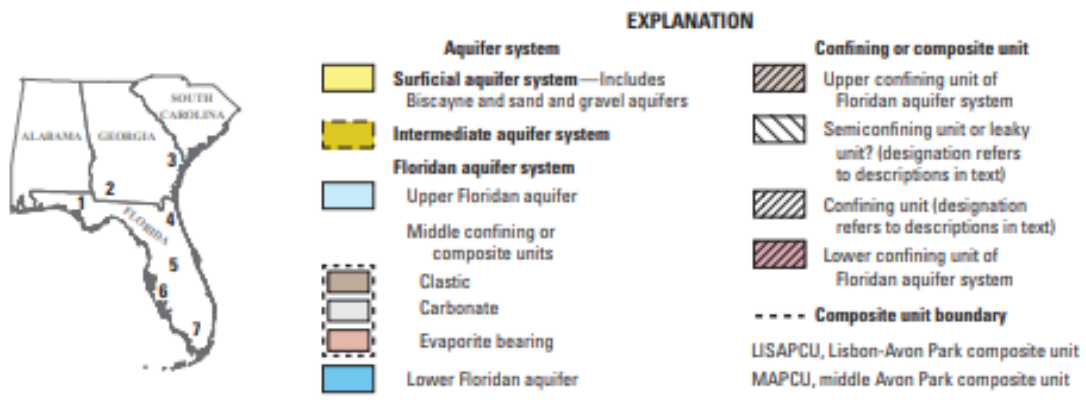 EXPLANATION
Aquifer system
Surficial aquifer system—Includes
Biscayne and sand and gravel aquifers
Intermediate aquifer system
Floridan aquifer system
Upper Floridan aquifer
Middle confining or
composite units
Clastic
Carbonate
Evaporite bearing
Lower Floridan aquifer
Confining or composite unit
Upper confining unit of
Floridan aquifer system
Semiconfining unit or leaky
unit? (designation refers
to descriptions in text)
Confining unit (designation
refers to descriptions in text)
Lower confining unit of
Floridan aquifer system
Composite unit boundary
LISAPCU, Lisbon-Avon Park composite unit
MAPCU, middle Avon Park composite unit
SOUTH
CAROLINA
ALABAMA
GEORGIA
3
2
1
4
FLORIDA
5
6
7